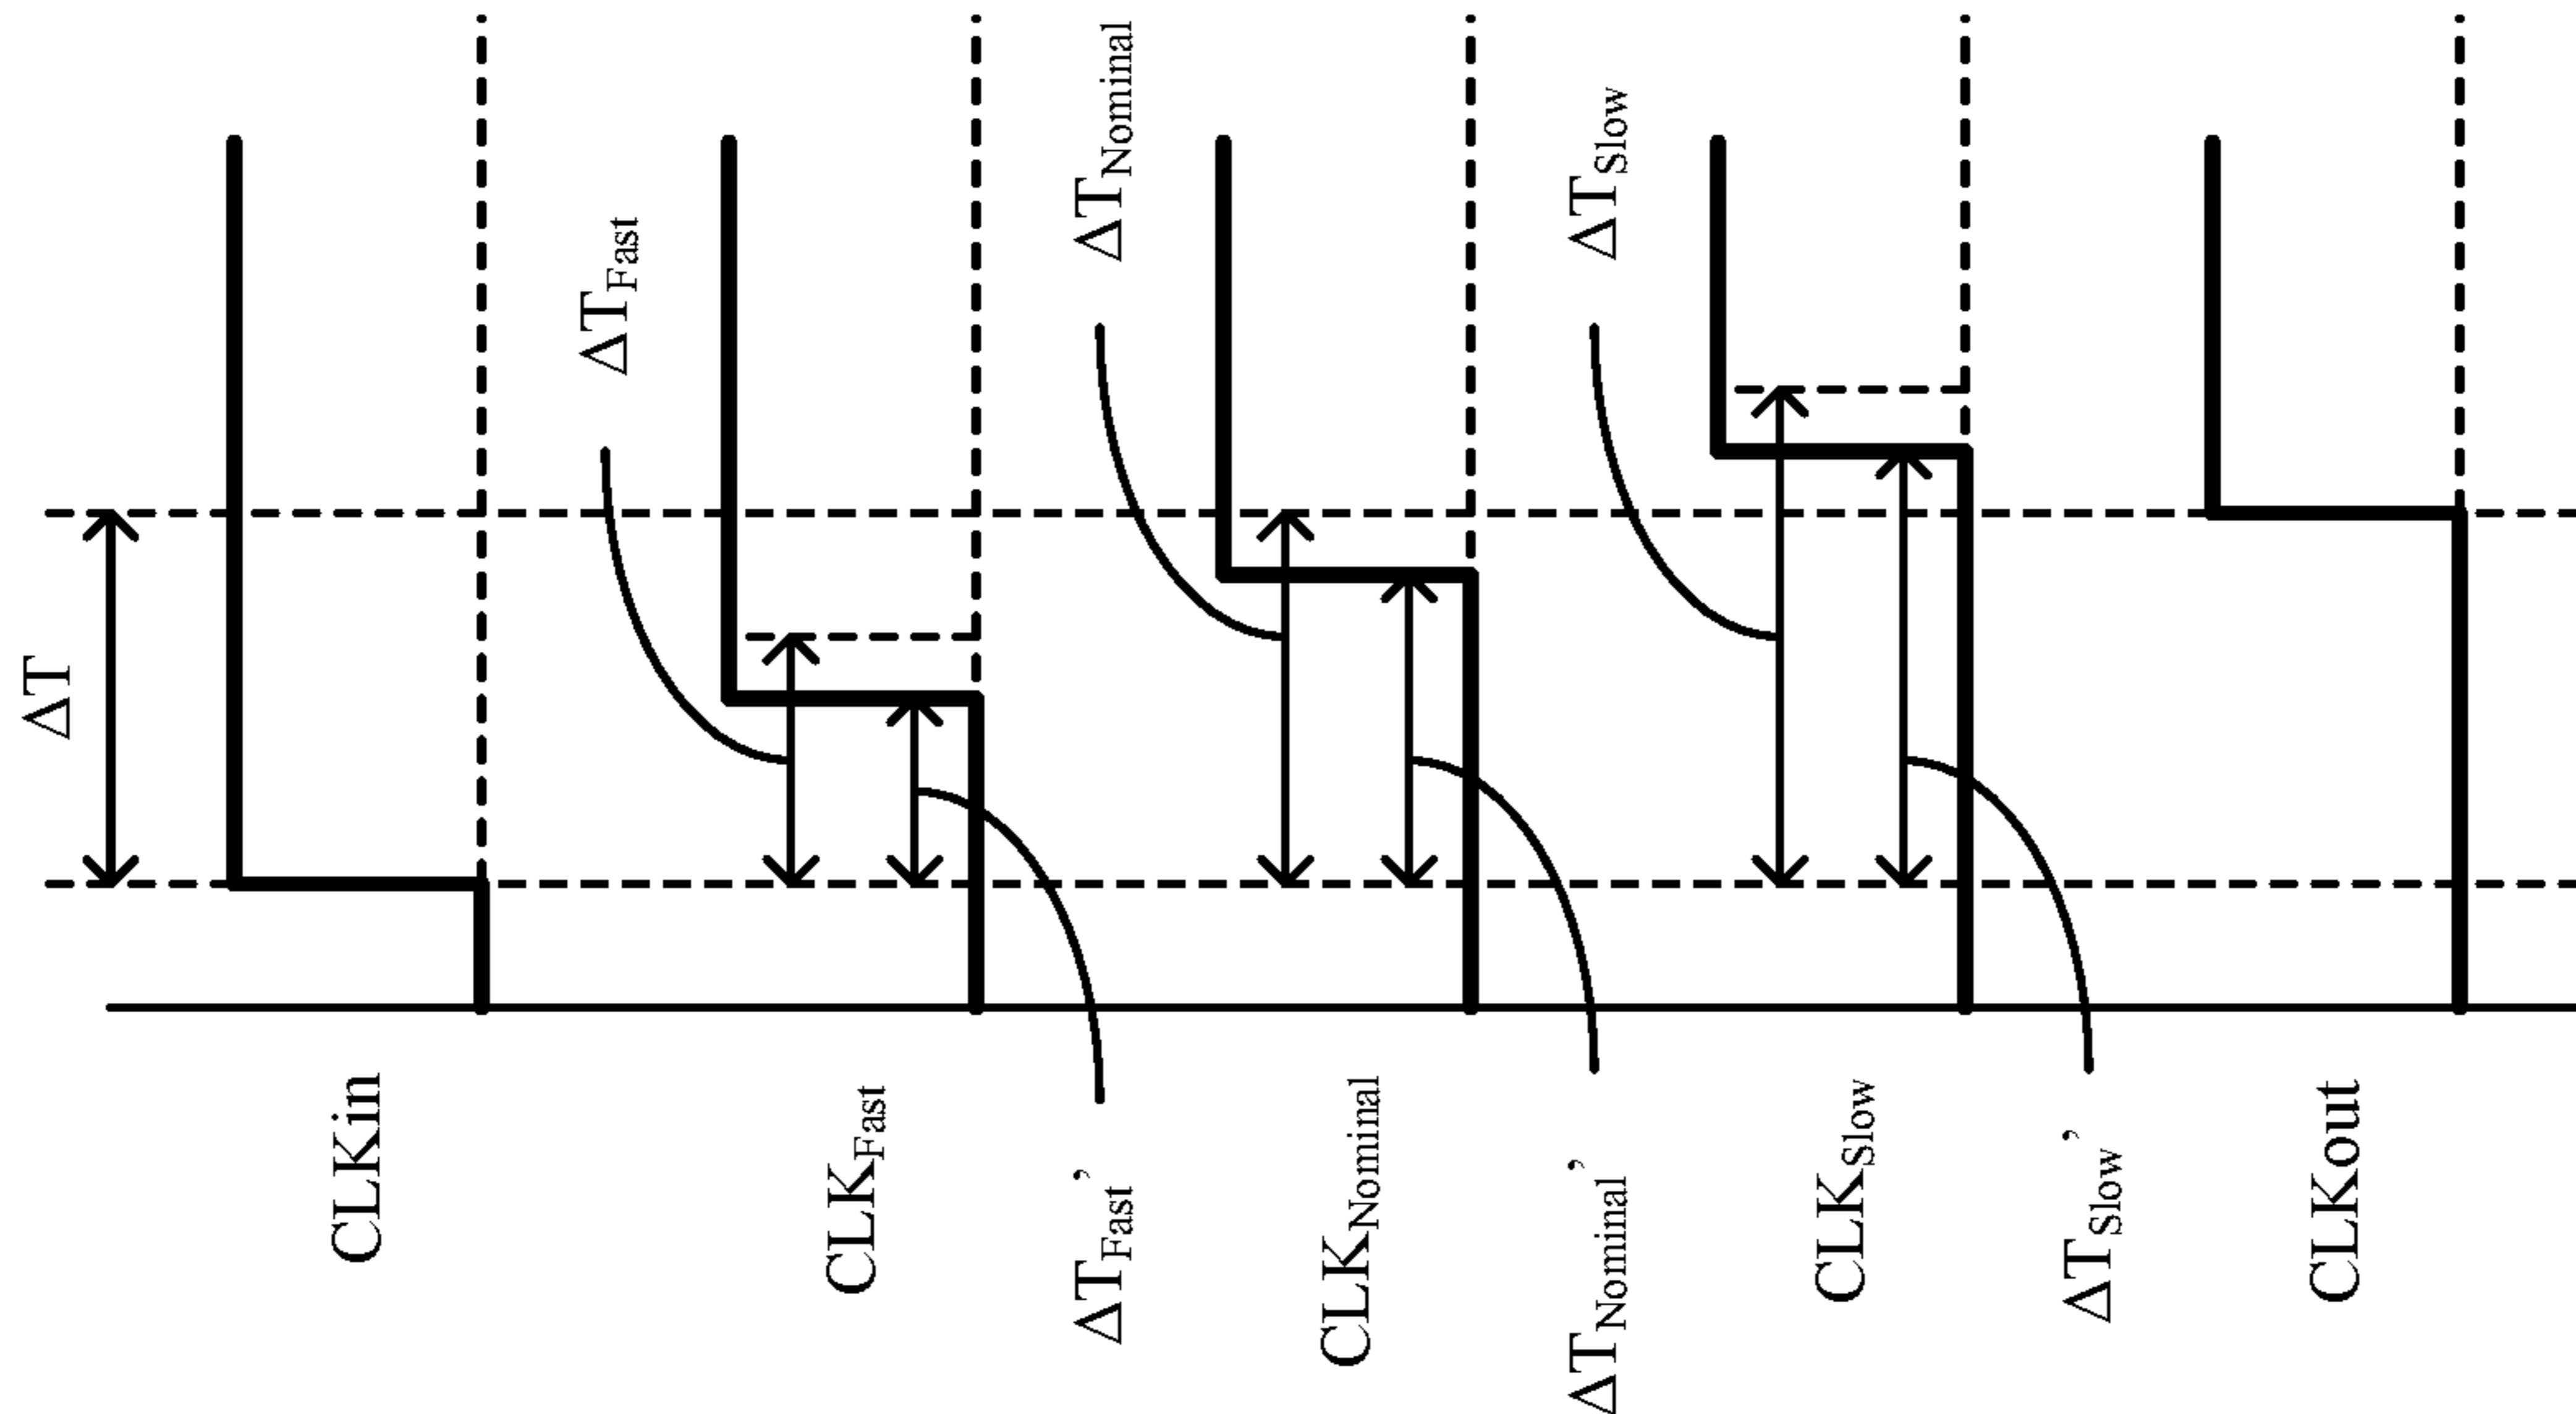 ΔT
CLKin
ΔT_Fast
CLK_Fast
ΔT_Fast’
ΔT_Nominal
CLK_Nominal
ΔT_Nominal’
ΔT_Slow
CLK_Slow
ΔT_Slow’
CLKout